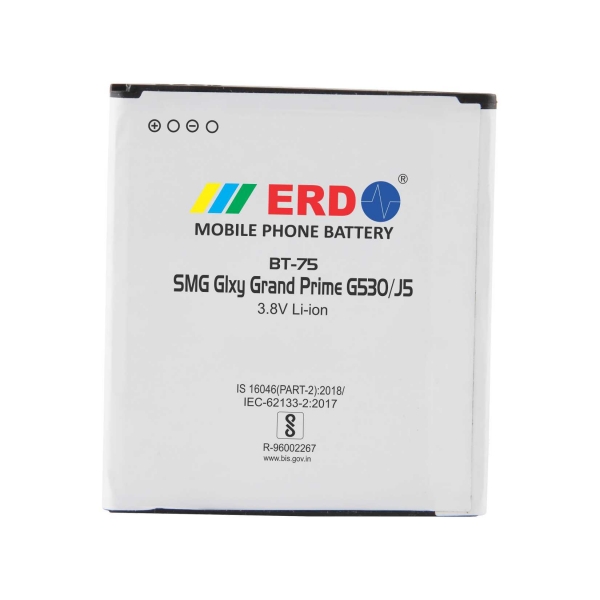 ERD ®
MOBILE PHONE BATTERY
BT-75
SMG Glxy Grand Prime G530/J5
3.8V Li-ion
IS 16046(PART-2):2018/
IEC-62133-2:2017
R-96002267
www.bis.gov.in